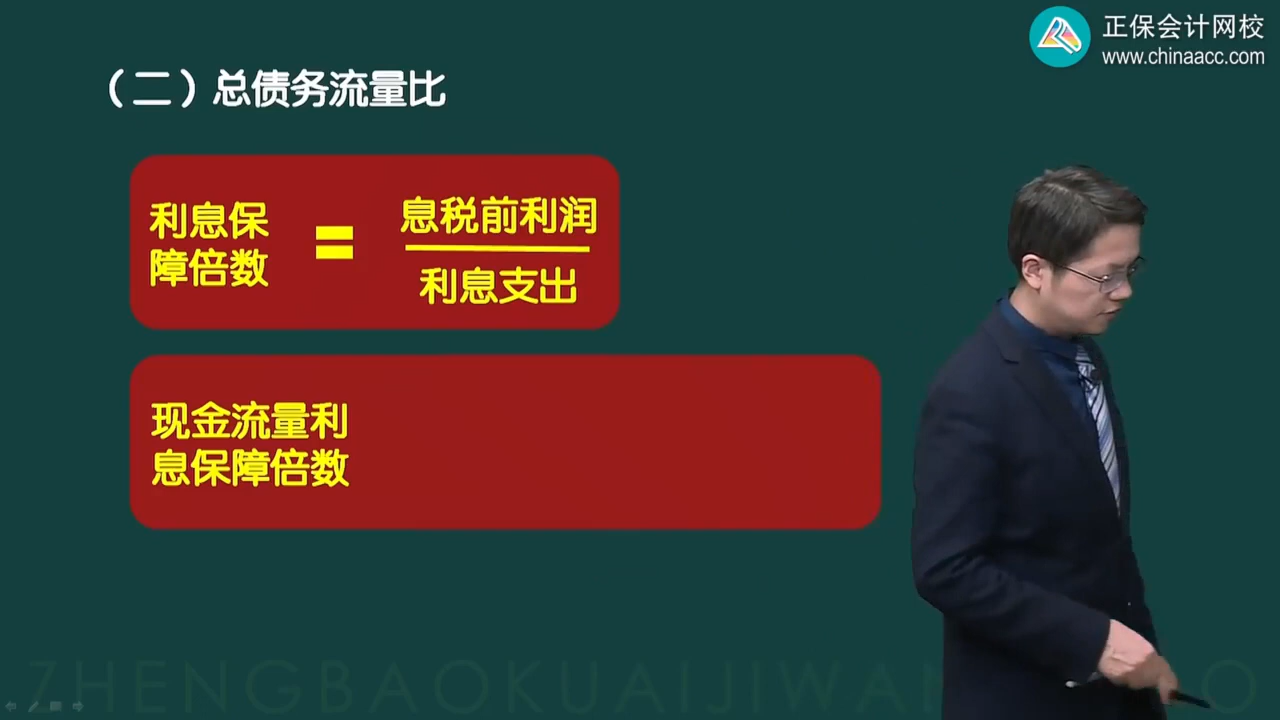 正保会计网校
www.chinaacc.com
（二）总债务流量比
利息保
障倍数
=
息税前利润
利息支出
现金流量利
息保障倍数
ZHENGBAOKUAIJIWAN